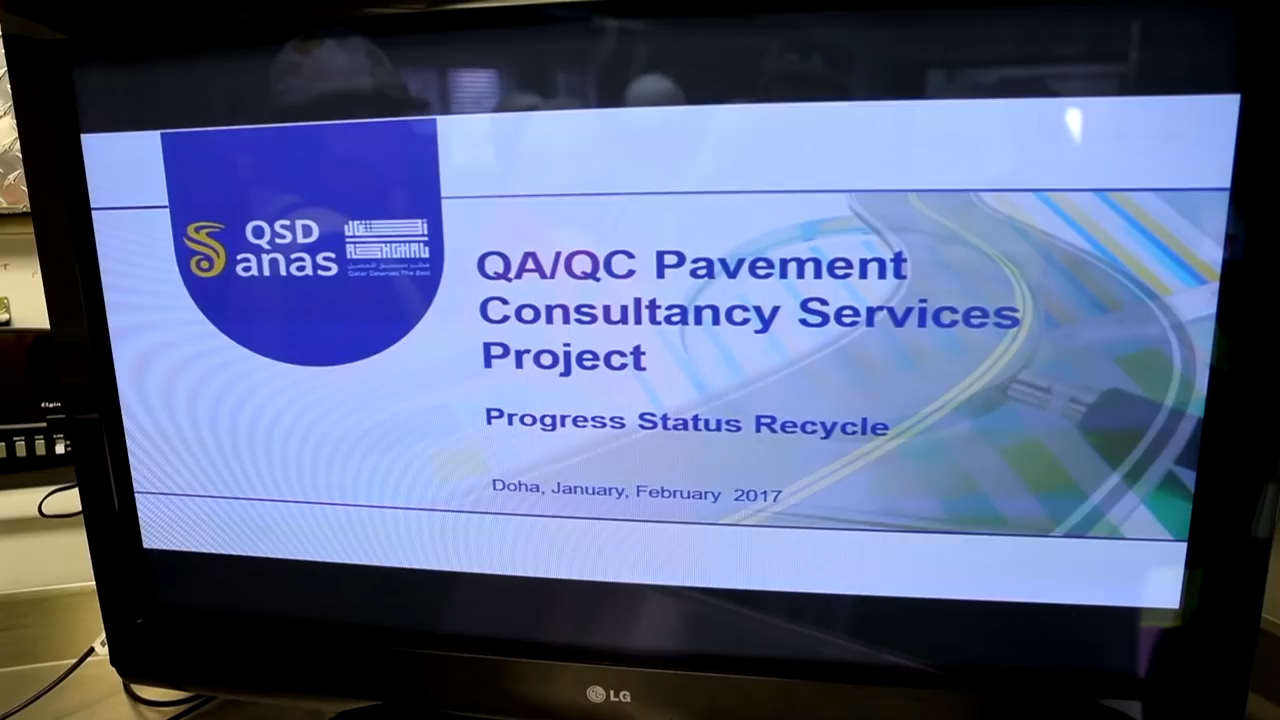 QSD
anas
ASHGHAL
Qatar Deserves The Best
QA/QC Pavement
Consultancy Services
Project
Progress Status Recycle
Doha, January, February 2017
Elgin
LG